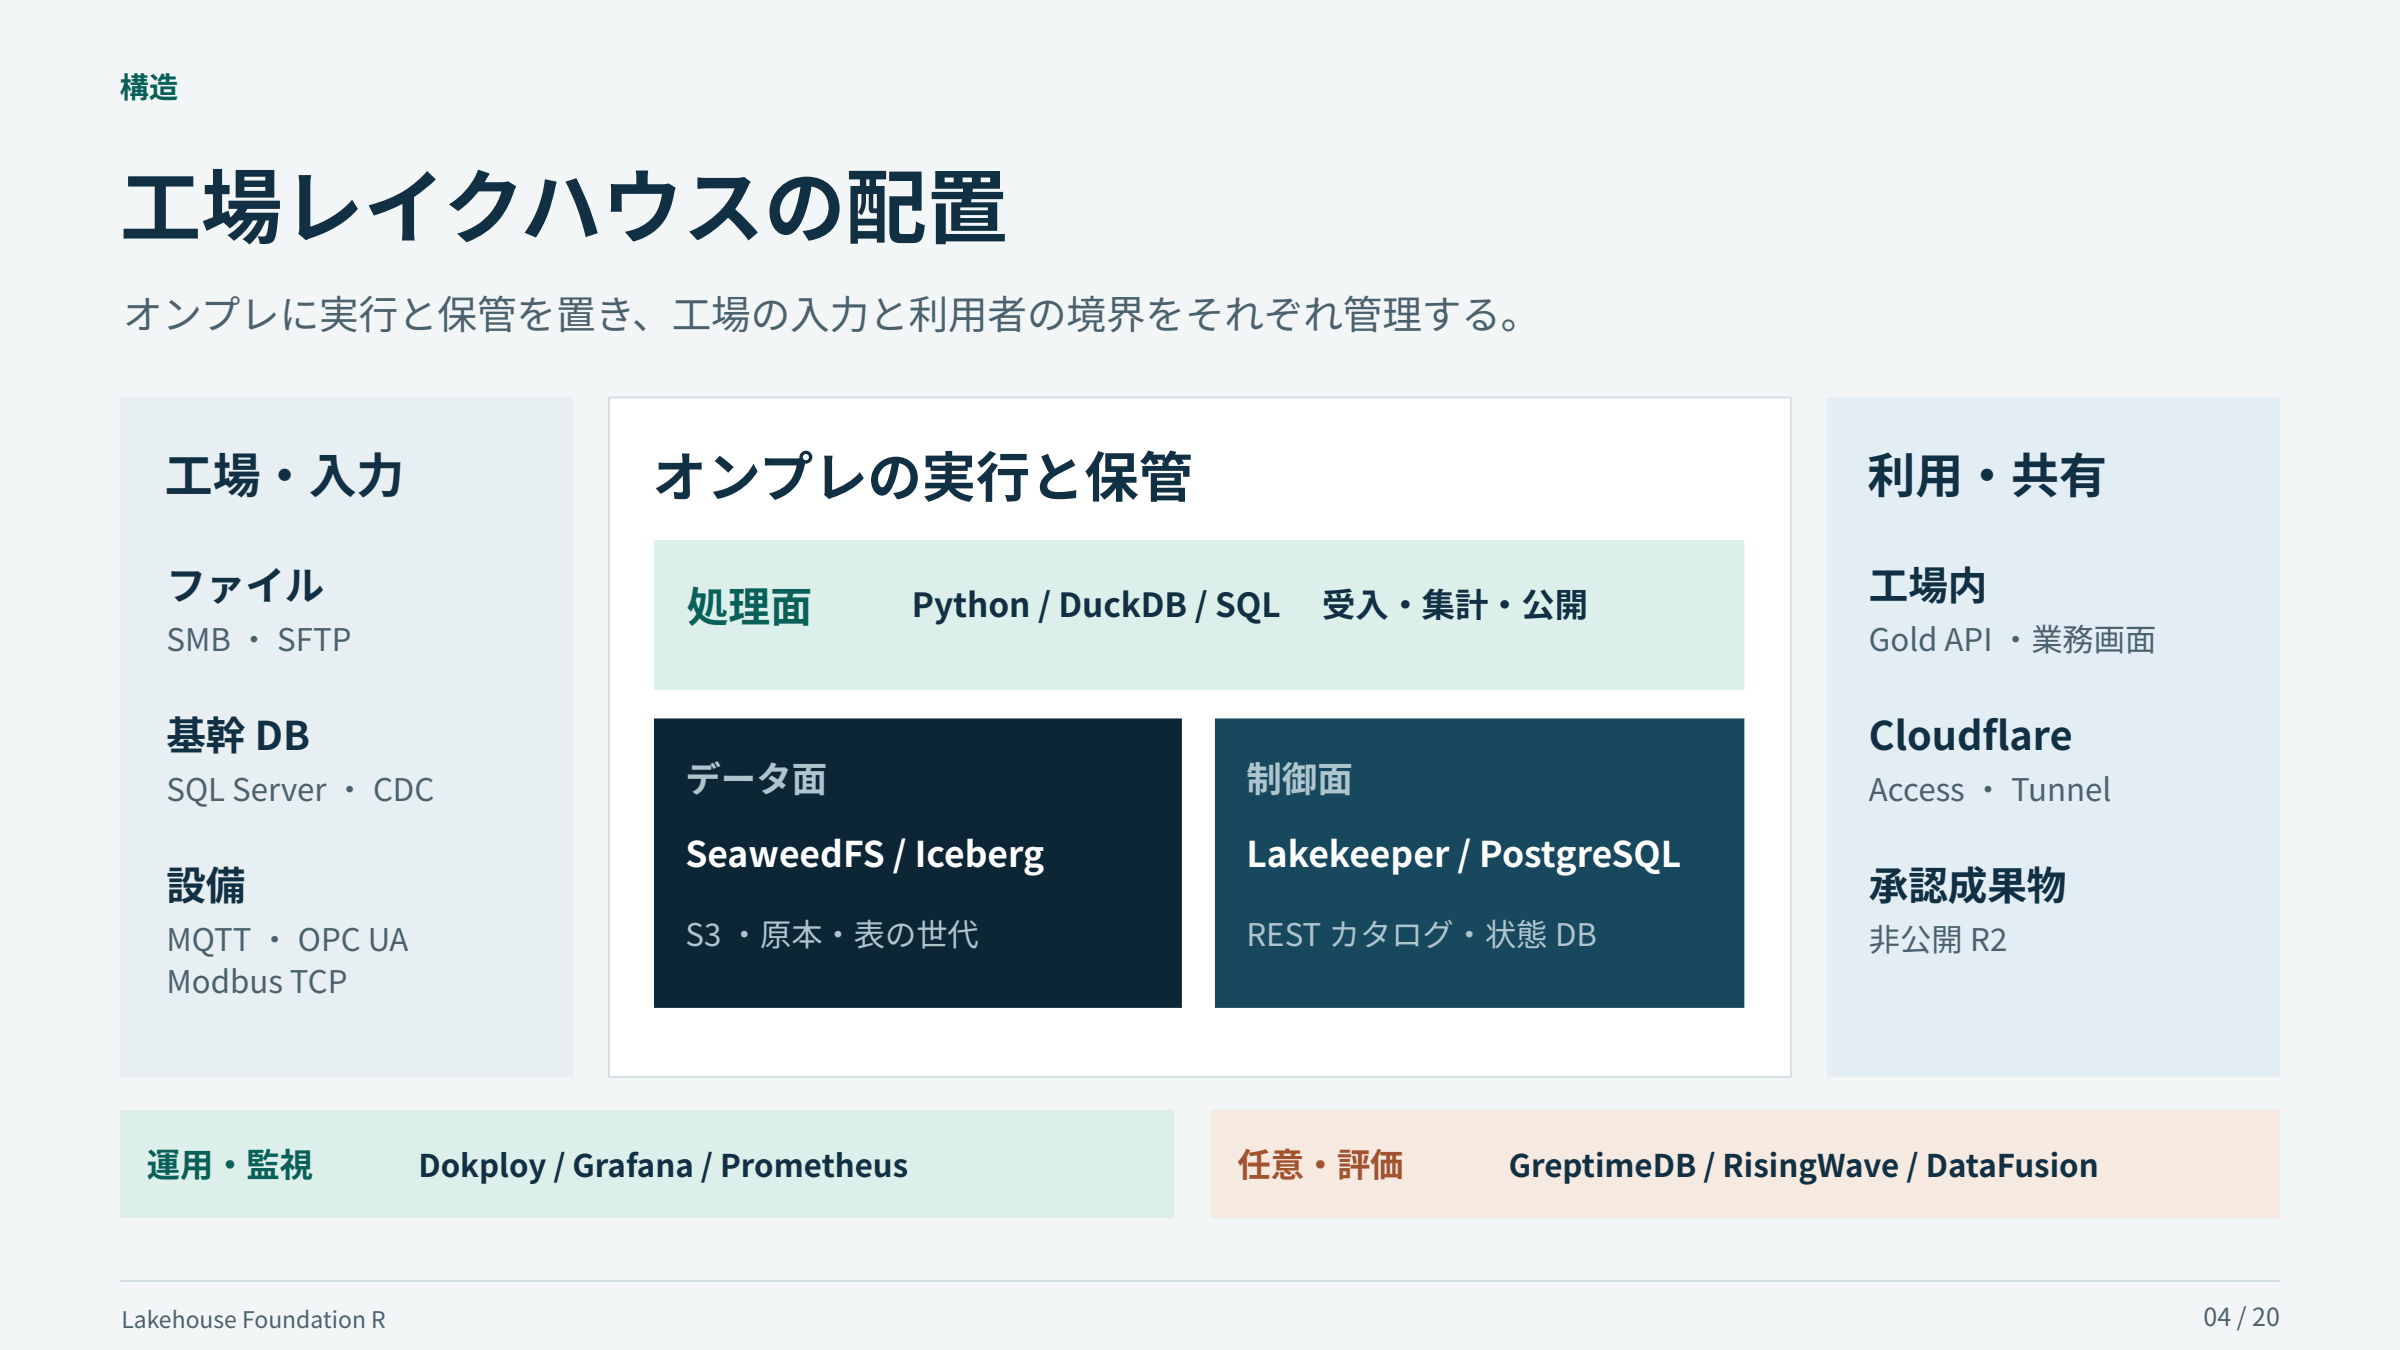 構造
工場レイクハウスの配置
オンプレに実行と保管を置き、工場の入力と利用者の境界をそれぞれ管理する。
工場・入力
ファイル
SMB ・ SFTP
基幹 DB
SQL Server ・ CDC
設備
MQTT ・ OPC UA
Modbus TCP
オンプレの実行と保管
処理面
Python / DuckDB / SQL　受入・集計・公開
データ面
SeaweedFS / Iceberg
S3 ・原本・表の世代
制御面
Lakekeeper / PostgreSQL
REST カタログ・状態 DB
利用・共有
工場内
Gold API ・業務画面
Cloudflare
Access ・ Tunnel
承認成果物
非公開 R2
運用・監視
Dokploy / Grafana / Prometheus
任意・評価
GreptimeDB / RisingWave / DataFusion
Lakehouse Foundation R
04 / 20